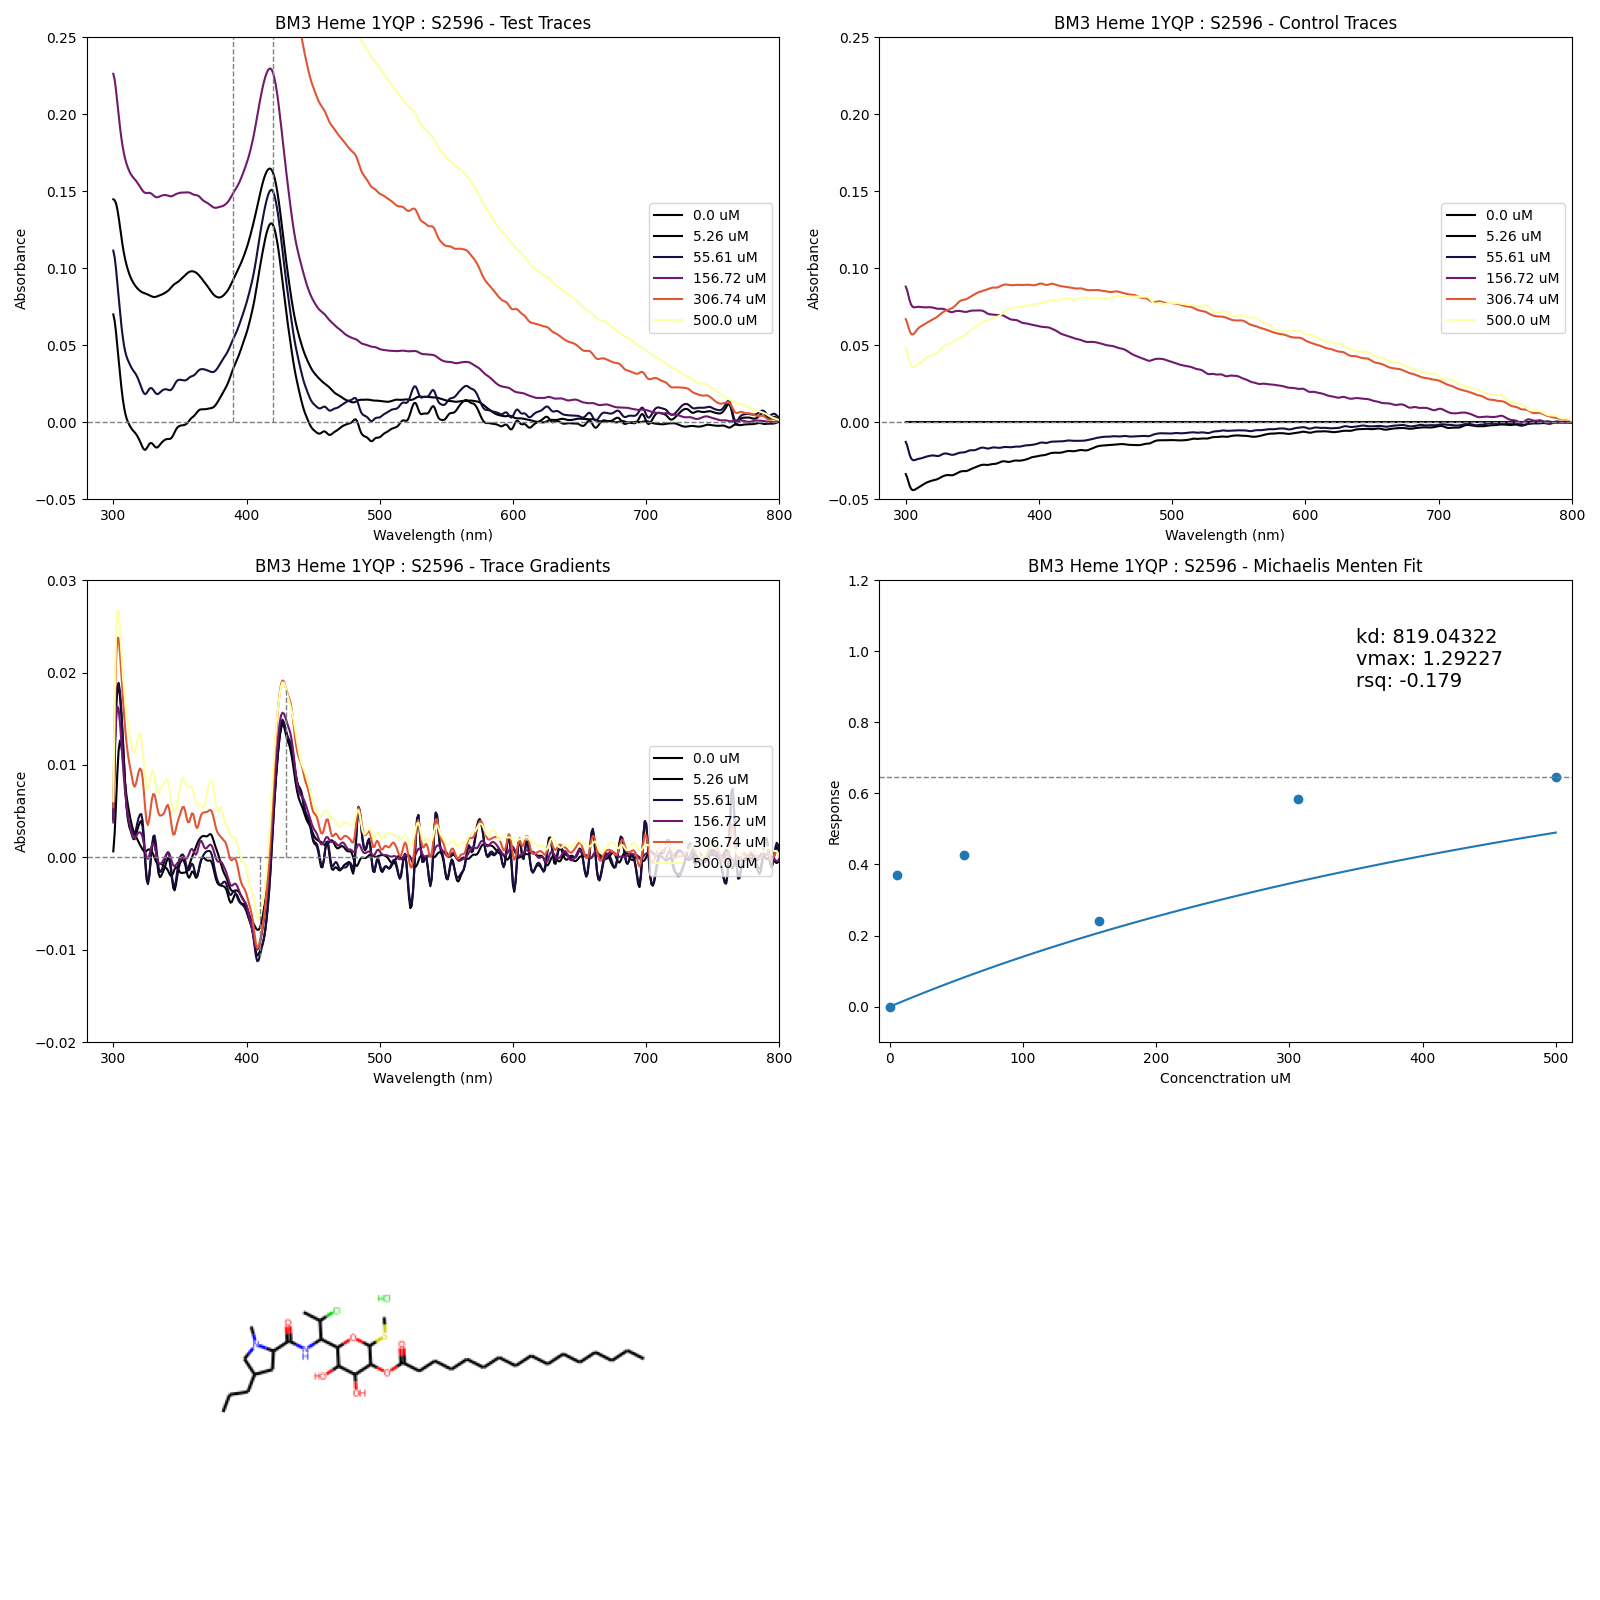 BM3 Heme 1YQP : S2596 - Test Traces
0.25
0.20
0.15
0.10
0.05
0.00
−0.05
Absorbance
300 400 500 600 700 800
Wavelength (nm)
0.0 uM
5.26 uM
55.61 uM
156.72 uM
306.74 uM
500.0 uM
BM3 Heme 1YQP : S2596 - Control Traces
0.25
0.20
0.15
0.10
0.05
0.00
−0.05
Absorbance
300 400 500 600 700 800
Wavelength (nm)
0.0 uM
5.26 uM
55.61 uM
156.72 uM
306.74 uM
500.0 uM
BM3 Heme 1YQP : S2596 - Trace Gradients
0.03
0.02
0.01
0.00
−0.01
−0.02
Absorbance
300 400 500 600 700 800
Wavelength (nm)
0.0 uM
5.26 uM
55.61 uM
156.72 uM
306.74 uM
500.0 uM
BM3 Heme 1YQP : S2596 - Michaelis Menten Fit
1.2
1.0
0.8
0.6
0.4
0.2
0.0
Response
0 100 200 300 400 500
Concenctration uM
kd: 819.04322
vmax: 1.29227
rsq: -0.179
HCl
Cl
O
N
N
H
O
S
O
O
HO
OH